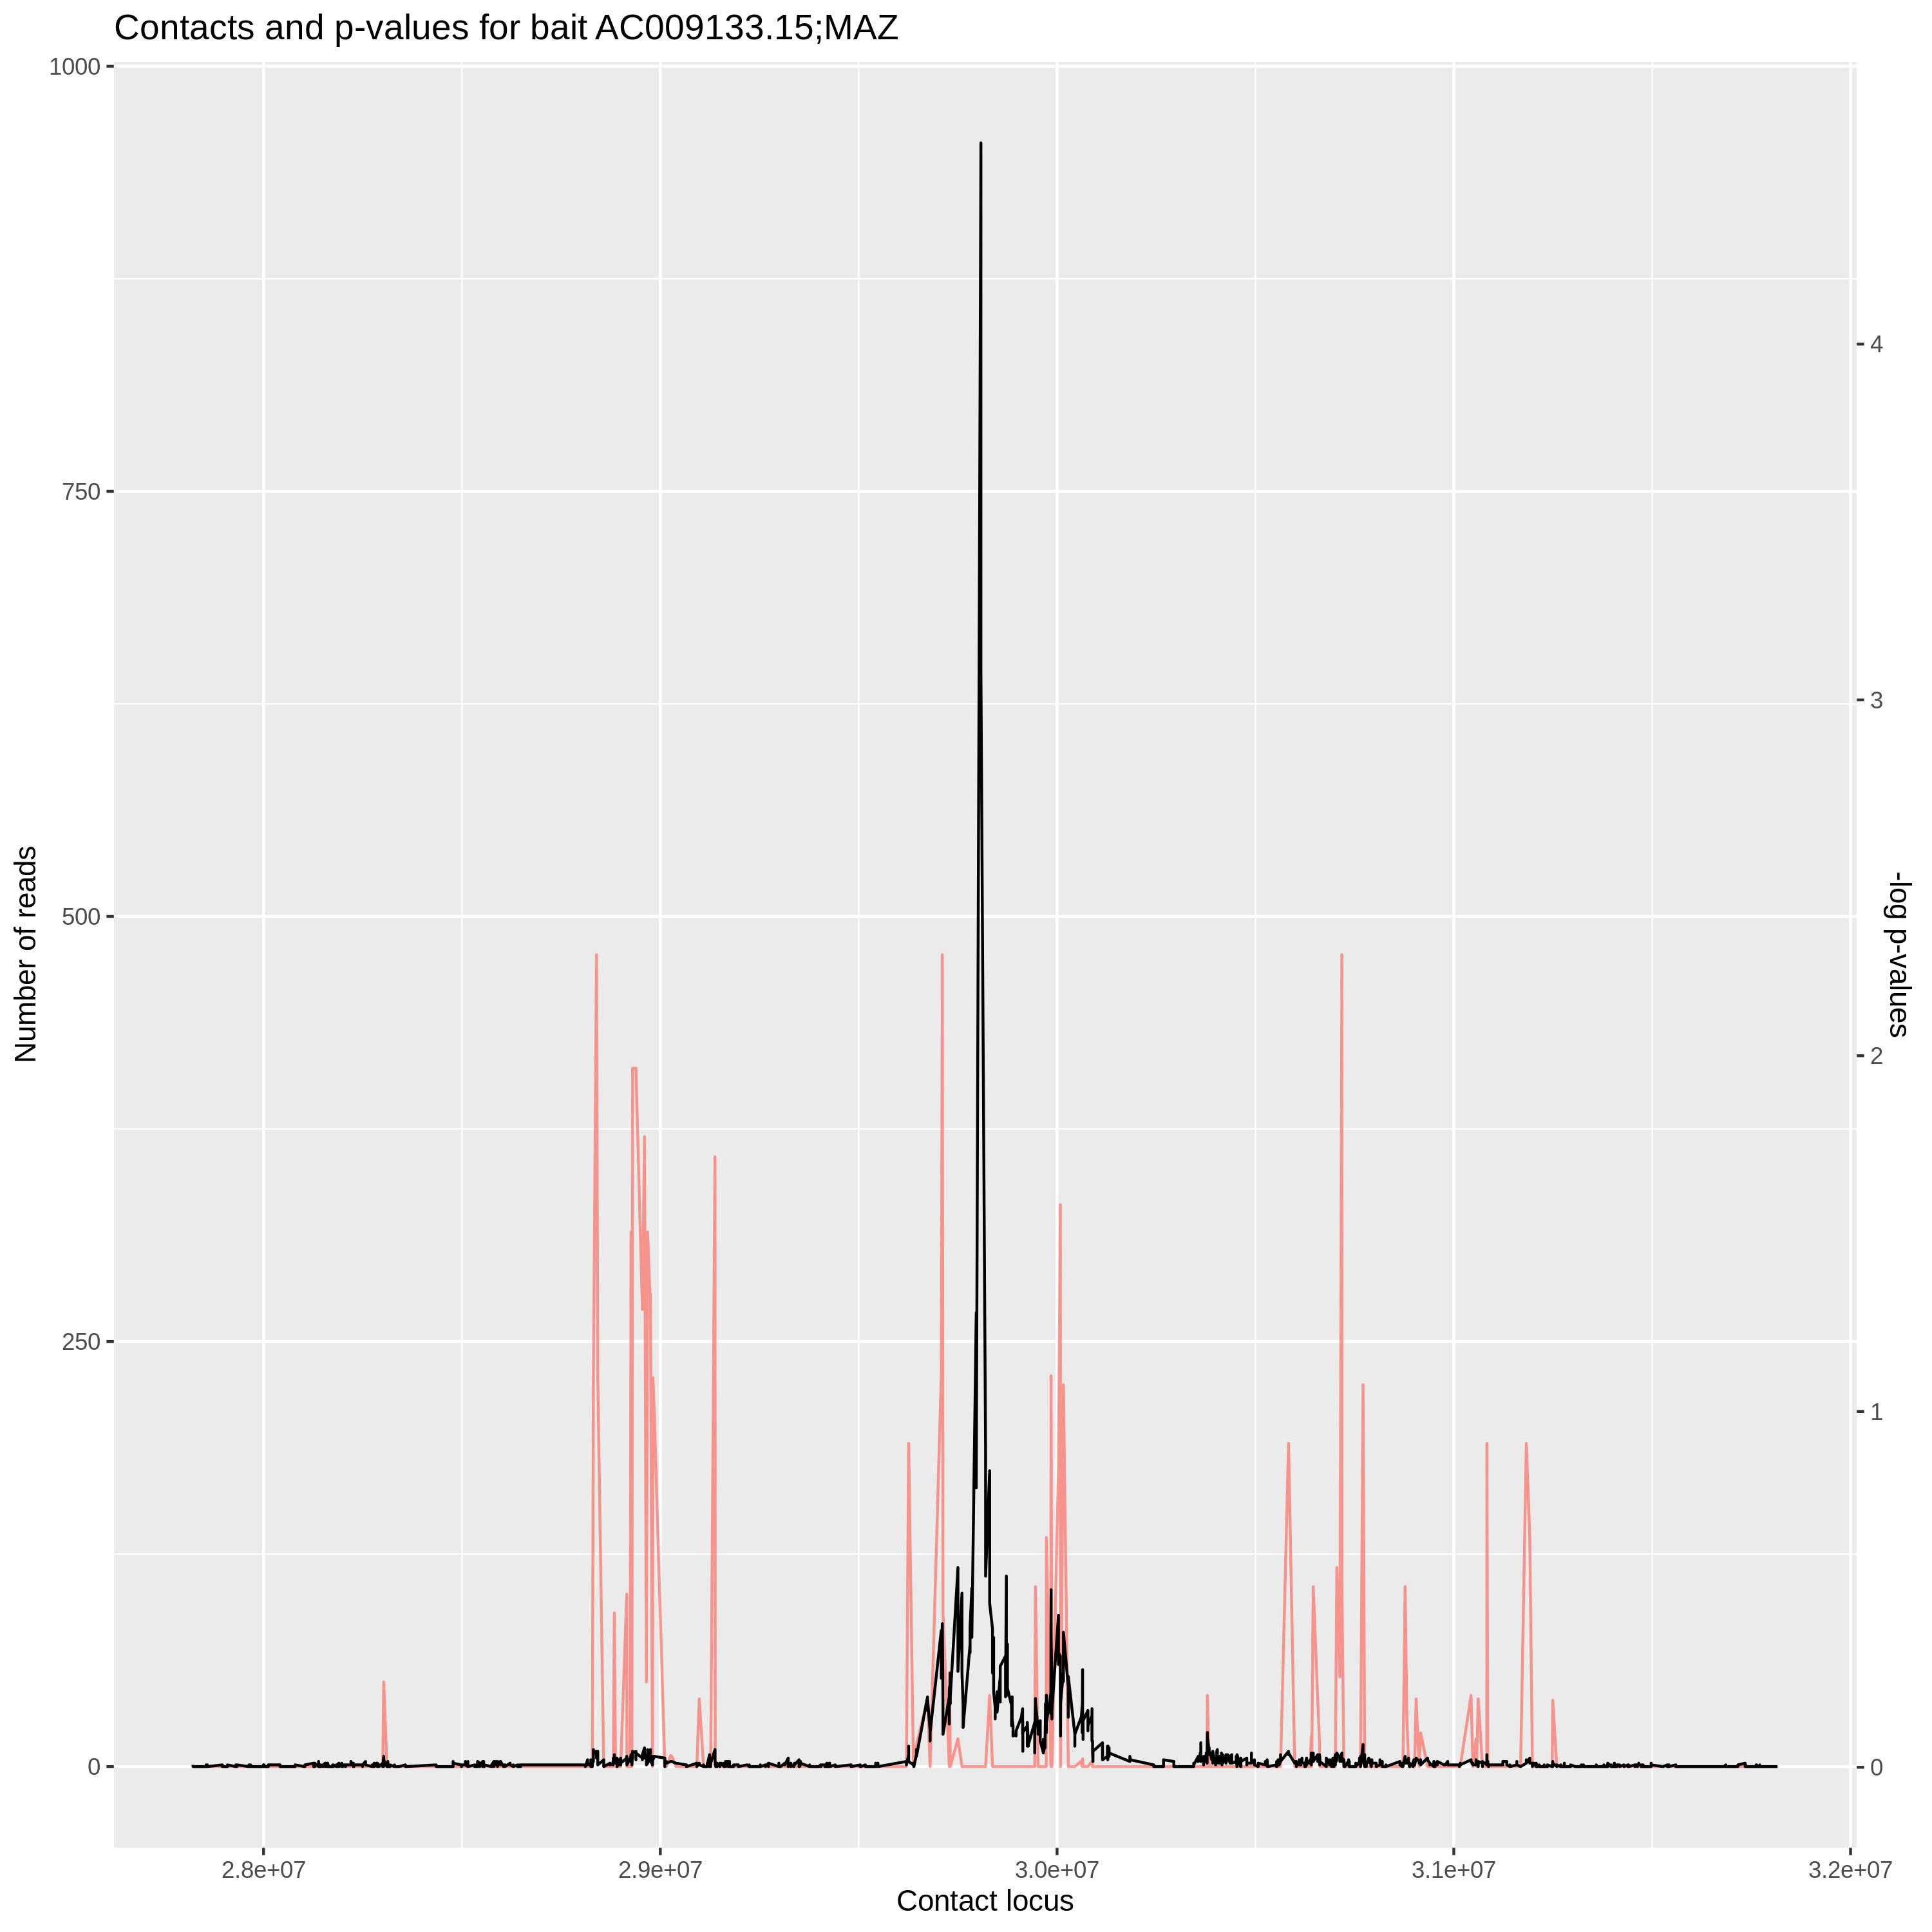 Contacts and p-values for bait AC009133.15;MAZ
1000
750
500
250
0
Number of reads
4
3
2
1
0
-log p-values
2.8e+07
2.9e+07
3.0e+07
3.1e+07
3.2e+07
Contact locus